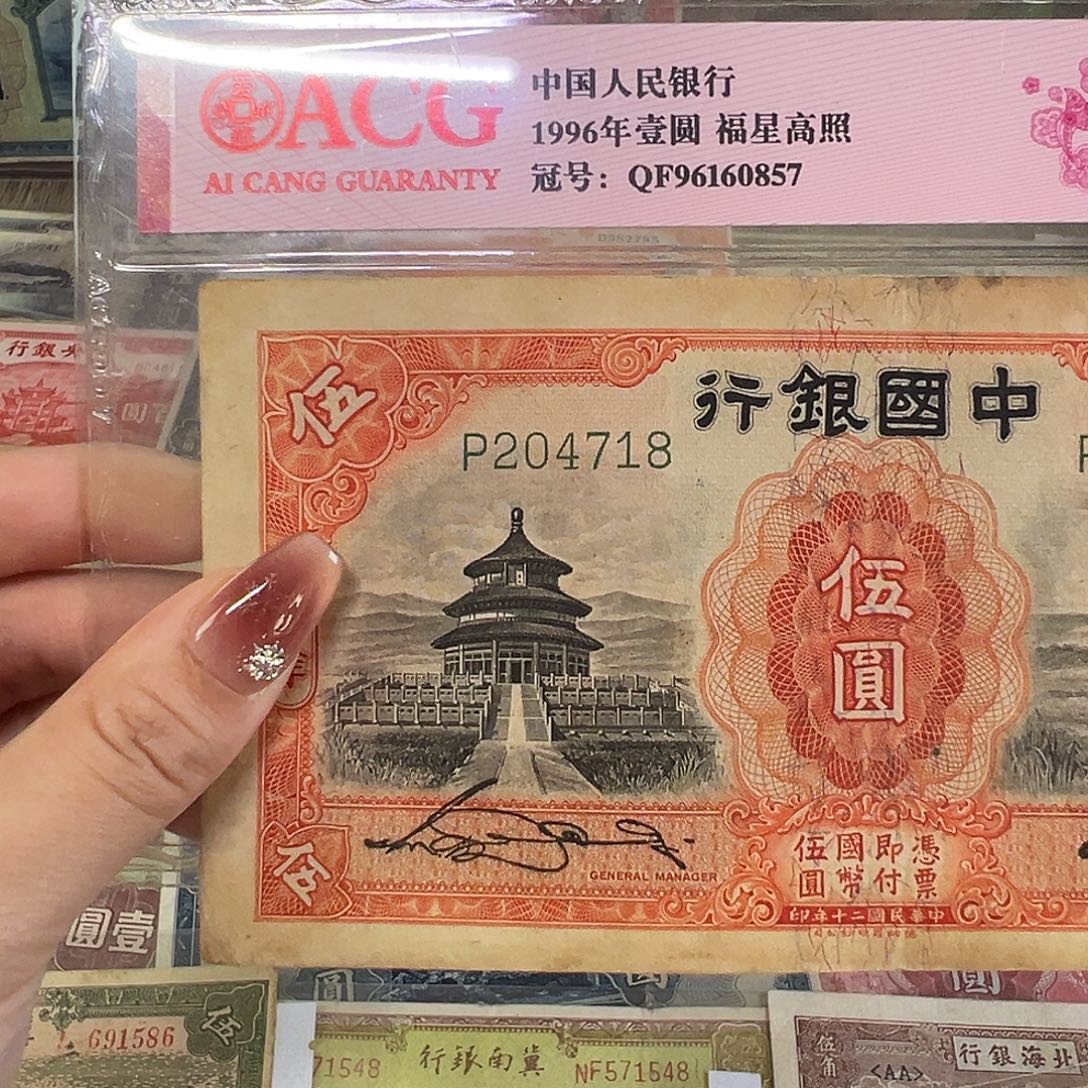 ACG
AI CANG GUARANTY
中国人民银行
1996年壹圆 福星高照
冠号：QF96160857
中國銀行
P204718
伍
伍圓
伍
GENERAL MANAGER
憑票即付國幣伍圓
中華民國二十年印
銀行
壹圓
691586
伍
71548
冀南銀行
NF571548
伍角
<AA>
北海銀行